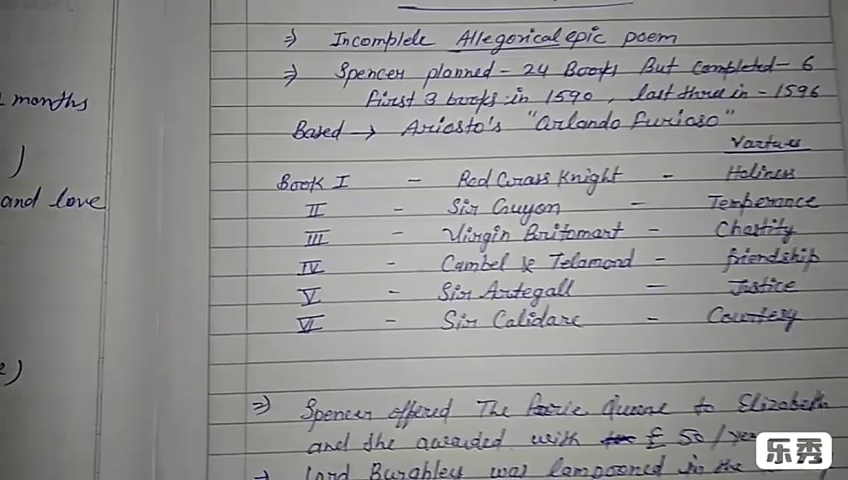 2 months
)
and love
2)
⇒ Incomplete Allegorical epic poem
⇒ Spencer planned - 24 Books But completed - 6
first 3 books in 1590, last three in - 1596
Based → Ariosto's "Orlando furioso"
Vartues
Book I - Red Cross Knight - Holiness
II - Sir Guyon - Temperance
III - Virgin Britomart - Chastity
IV - Cambel & Telamond - friendship
V - Sir Artegall - Justice
VI - Sir Calidare - Courtesy
⇒ Spencer offered The Faerie Queene to Elizabeth
and she awarded with £ 50/year
→ Lord Burghley was lampooned in the
乐秀